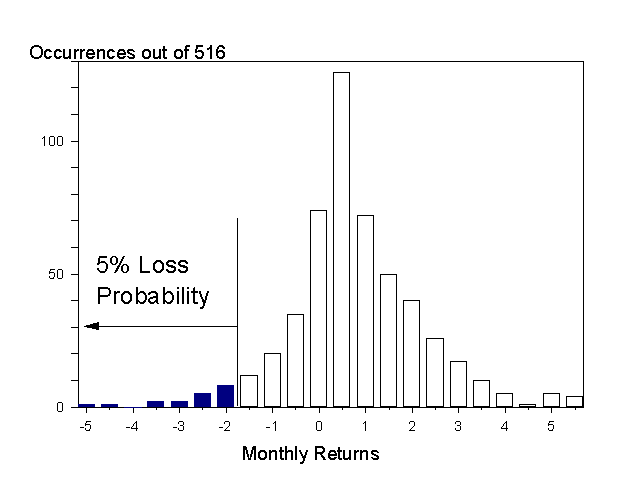 Occurrences out of 516
100
50
0
5% Loss
Probability
-5 -4 -3 -2 -1 0 1 2 3 4 5
Monthly Returns